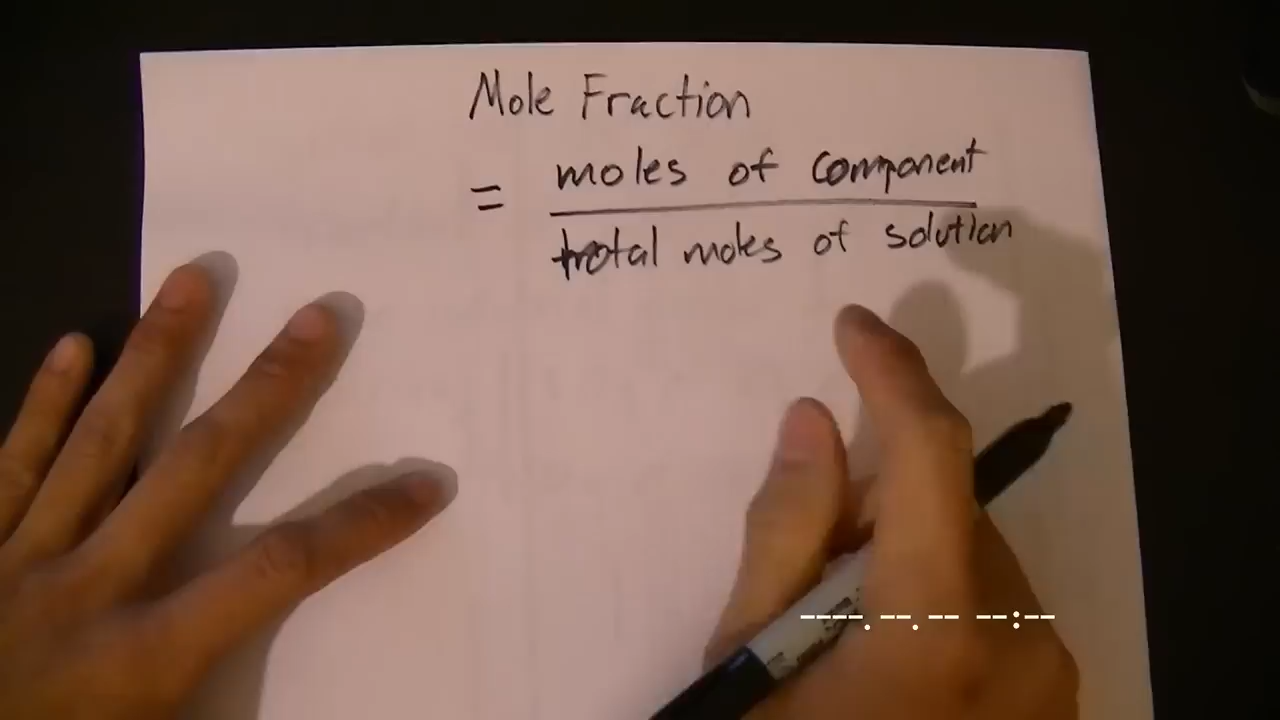 Mole Fraction
= moles of component
total moles of solution
----.--.-- --:--